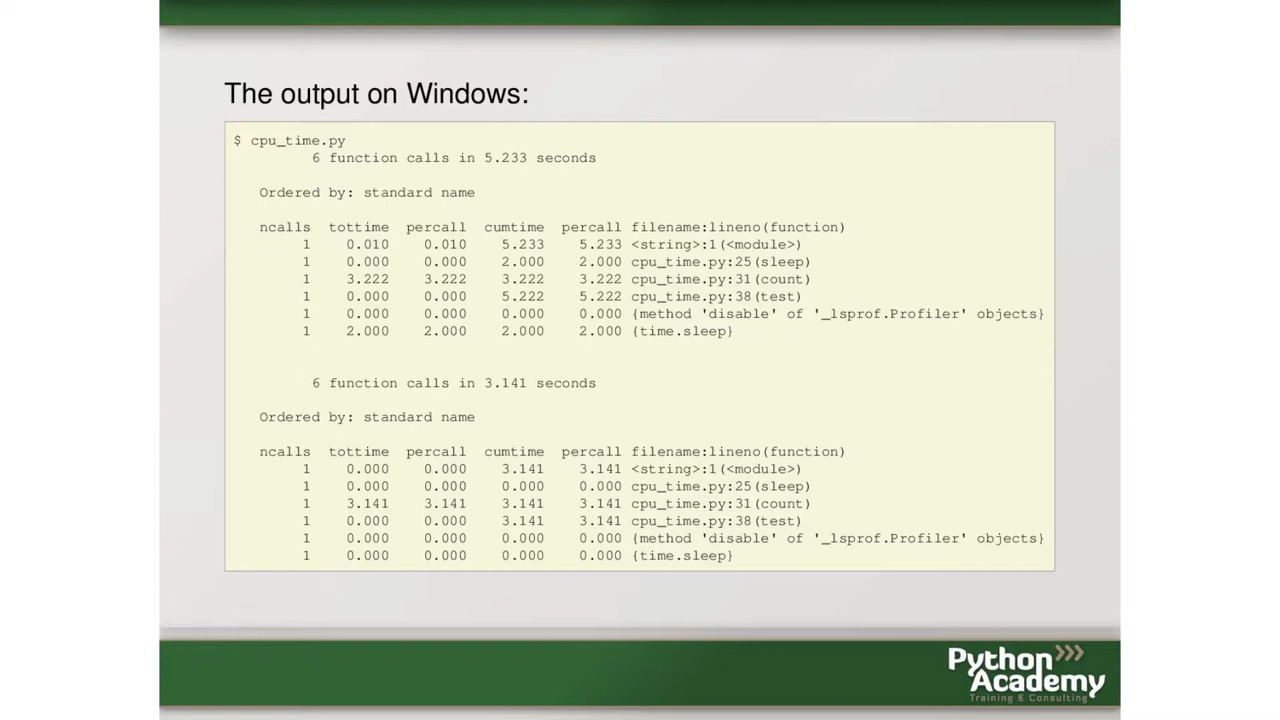 The output on Windows:
$ cpu_time.py
6 function calls in 5.233 seconds
Ordered by: standard name
ncalls tottime percall cumtime percall filename:lineno(function)
1 0.010 0.010 5.233 5.233 <string>:1(<module>)
1 0.000 0.000 2.000 2.000 cpu_time.py:25(sleep)
1 3.222 3.222 3.222 3.222 cpu_time.py:31(count)
1 0.000 0.000 5.222 5.222 cpu_time.py:38(test)
1 0.000 0.000 0.000 0.000 {method 'disable' of '_lsprof.Profiler' objects}
1 2.000 2.000 2.000 2.000 {time.sleep}
6 function calls in 3.141 seconds
Ordered by: standard name
ncalls tottime percall cumtime percall filename:lineno(function)
1 0.000 0.000 3.141 3.141 <string>:1(<module>)
1 0.000 0.000 0.000 0.000 cpu_time.py:25(sleep)
1 3.141 3.141 3.141 3.141 cpu_time.py:31(count)
1 0.000 0.000 3.141 3.141 cpu_time.py:38(test)
1 0.000 0.000 0.000 0.000 {method 'disable' of '_lsprof.Profiler' objects}
1 0.000 0.000 0.000 0.000 {time.sleep}
Python
Academy
Training & Consulting